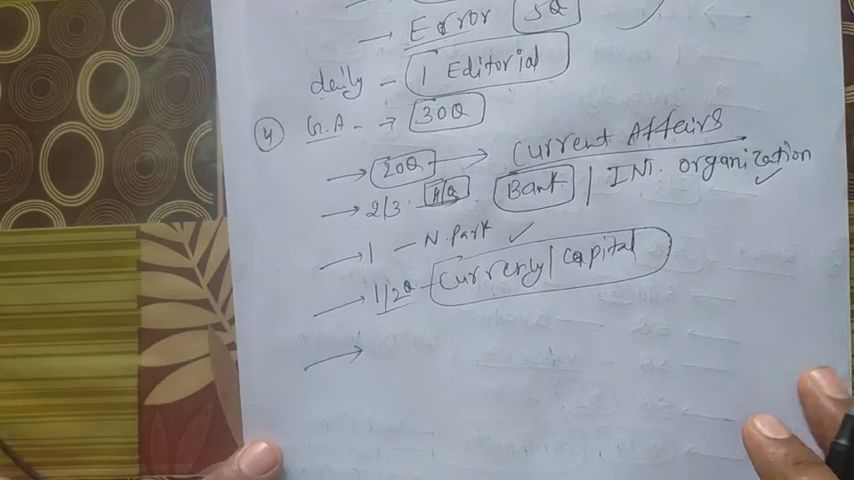 → Error 5Q
daily - 1 Editorial
4 G.A - → 30Q
→ 20Q → Current Affairs
→ 2/3 H/Q Bank / INT. organization ✓
→ 1 - N. Park ✓
→ 1/2Q - Currency / Capital
→